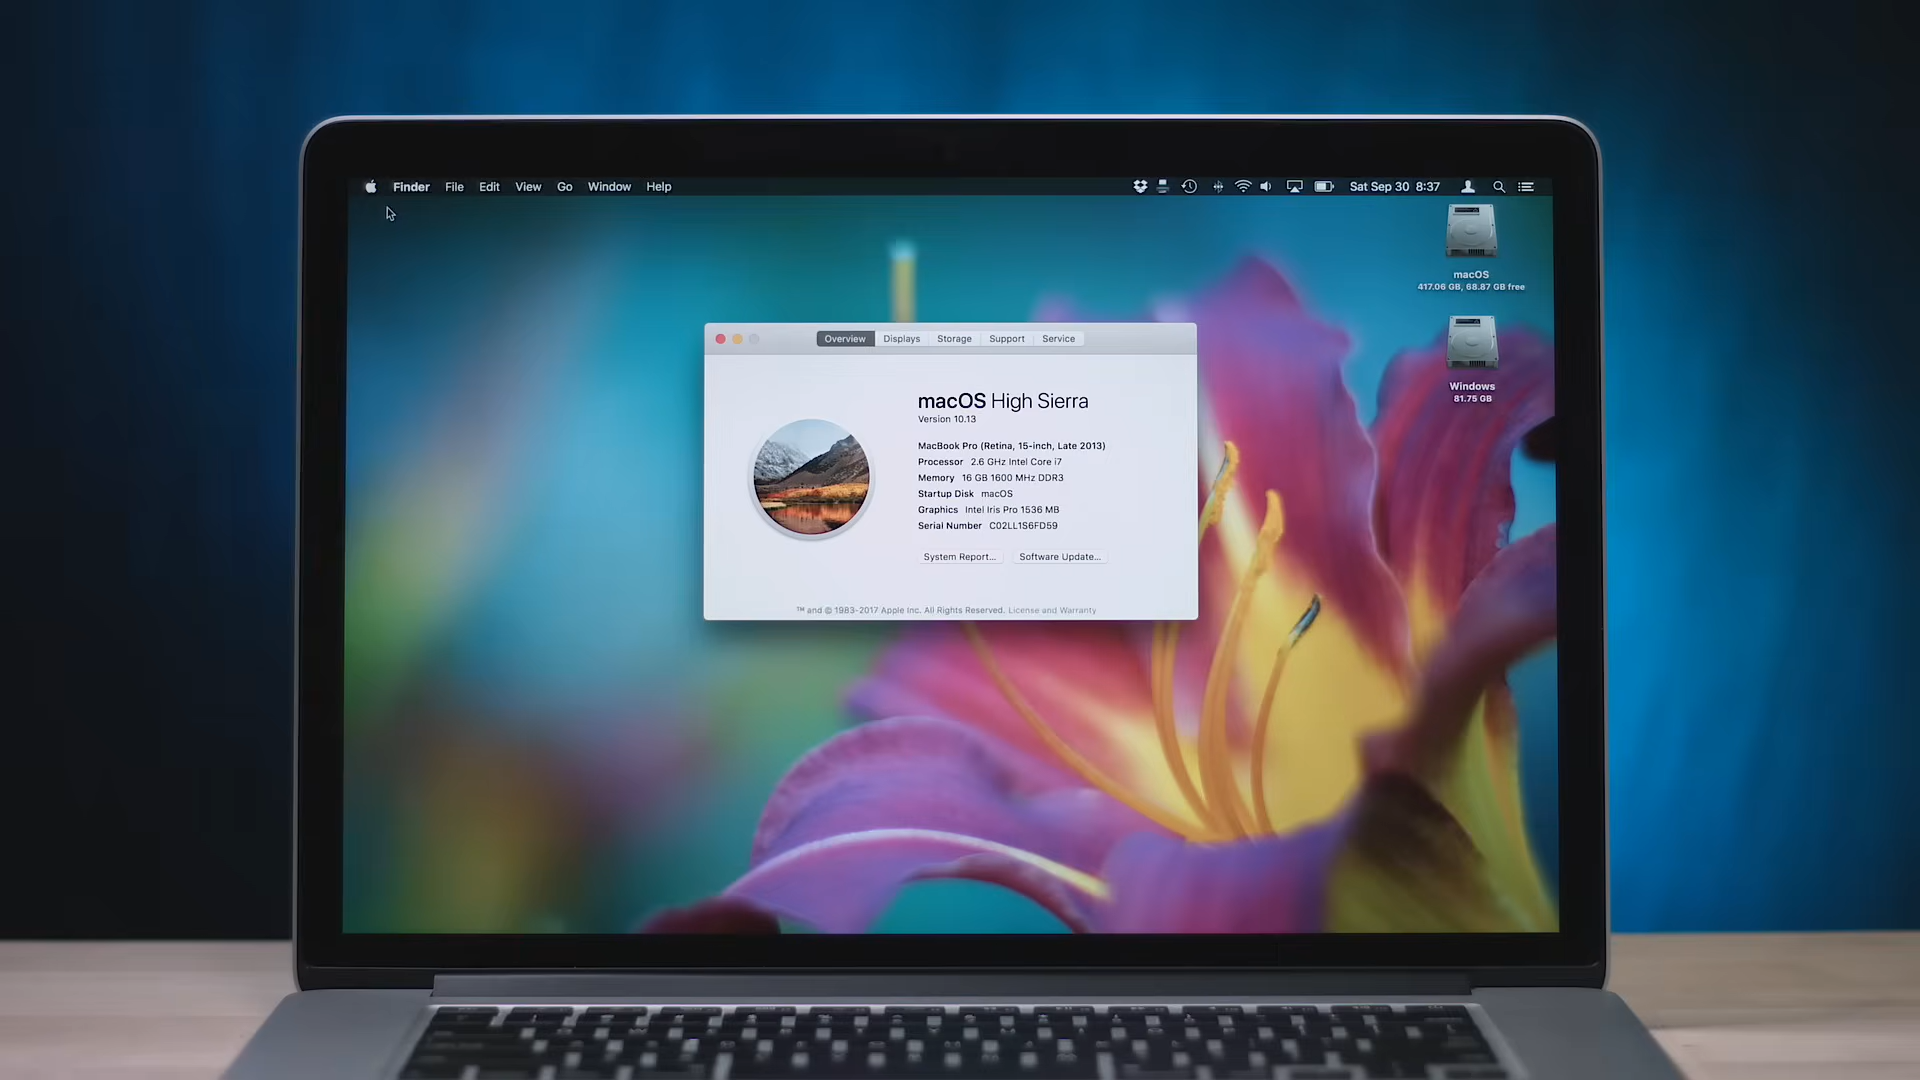 Finder File Edit View Go Window Help Sat Sep 30 8:37
macOS
417.06 GB, 68.87 GB free
Windows
81.75 GB
Overview Displays Storage Support Service
macOS High Sierra
Version 10.13
MacBook Pro (Retina, 15-inch, Late 2013)
Processor 2.6 GHz Intel Core i7
Memory 16 GB 1600 MHz DDR3
Startup Disk macOS
Graphics Intel Iris Pro 1536 MB
Serial Number C02LL1S6FD59
System Report... Software Update...
™ and © 1983-2017 Apple Inc. All Rights Reserved. License and Warranty